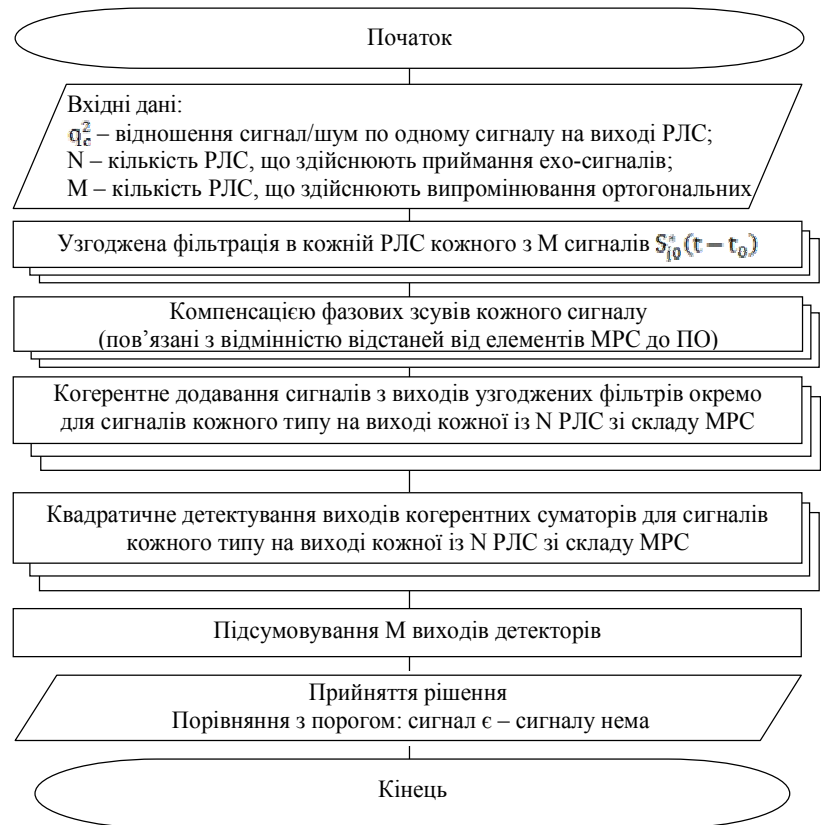 Початок
Вхідні дані:
q²ᵢc – відношення сигнал/шум по одному сигналу на виході РЛС;
N – кількість РЛС, що здійснюють приймання ехо-сигналів;
M – кількість РЛС, що здійснюють випромінювання ортогональних
Узгоджена фільтрація в кожній РЛС кожного з M сигналів S*ᵢ₀(t − t₀)
Компенсацією фазових зсувів кожного сигналу
(пов’язані з відмінністю відстаней від елементів МРС до ПО)
Когерентне додавання сигналів з виходів узгоджених фільтрів окремо
для сигналів кожного типу на виході кожної із N РЛС зі складу МРС
Квадратичне детектування виходів когерентних суматорів для сигналів
кожного типу на виході кожної із N РЛС зі складу МРС
Підсумовування M виходів детекторів
Прийняття рішення
Порівняння з порогом: сигнал є – сигналу нема
Кінець